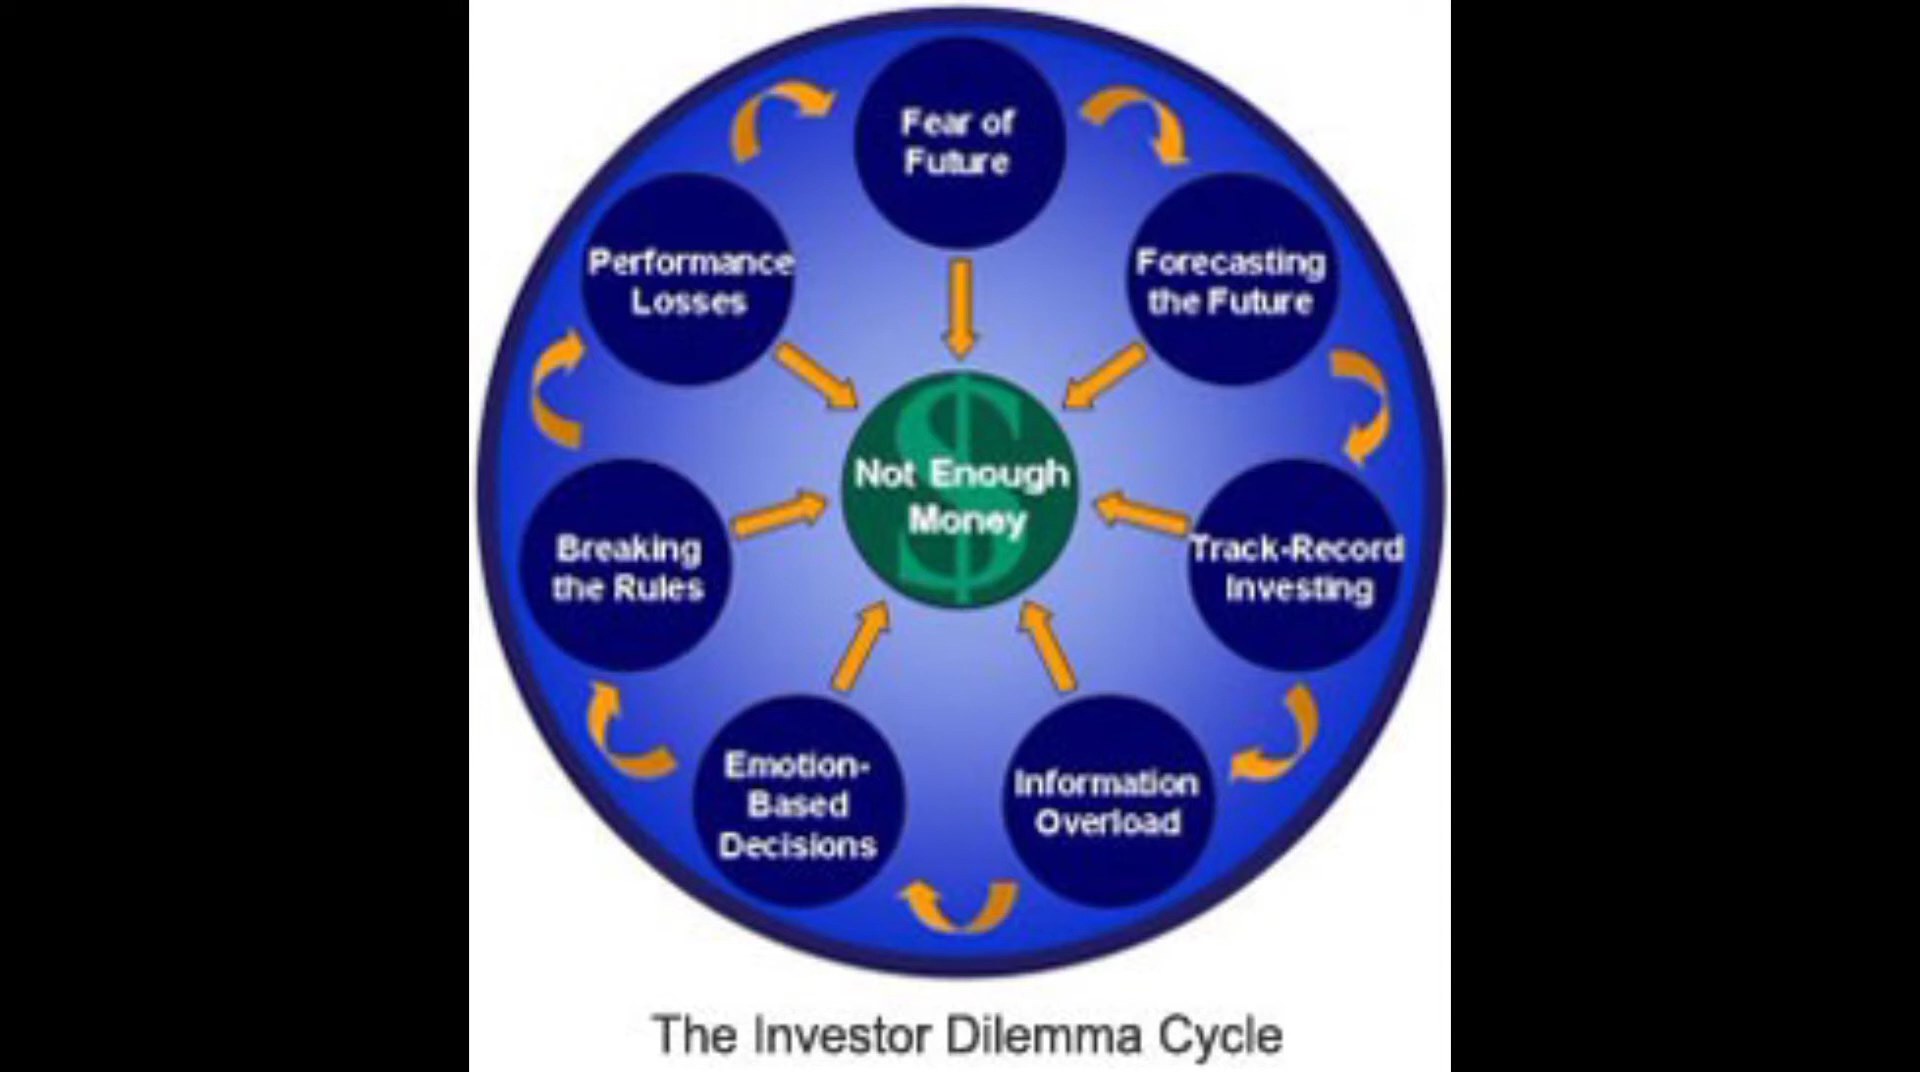 Fear of
Future
Forecasting
the Future
Track-Record
Investing
Information
Overload
Emotion-
Based
Decisions
Breaking
the Rules
Performance
Losses
$
Not Enough
Money
The Investor Dilemma Cycle